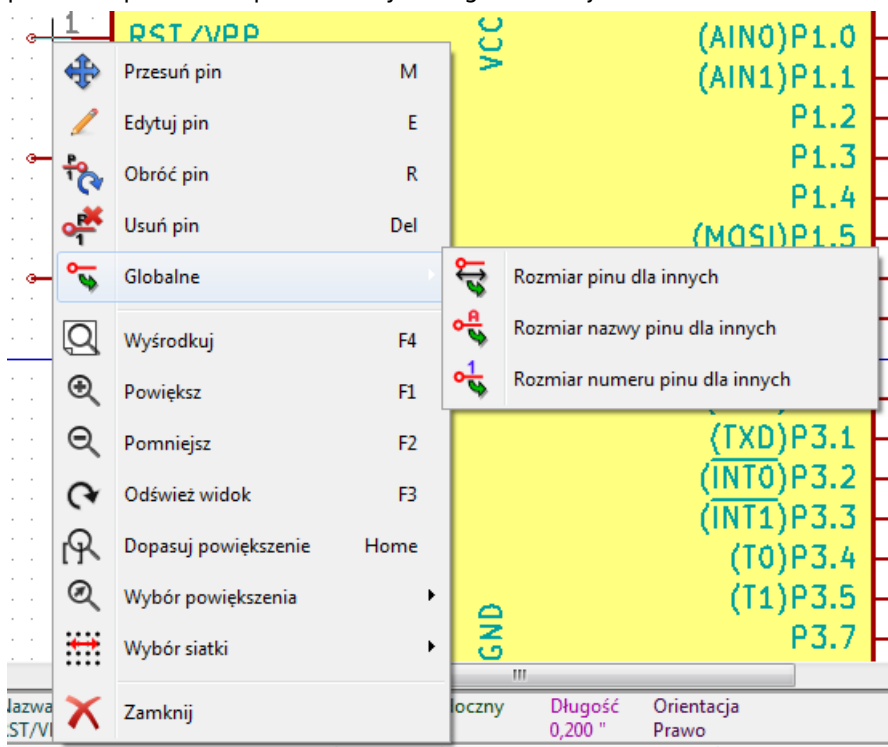 1
RST/VPP
VCC
(AIN0)P1.0
(AIN1)P1.1
P1.2
P1.3
P1.4
(MOSI)P1.5
Przesuń pin M
Edytuj pin E
Obróć pin R
Usuń pin Del
Globalne
Rozmiar pinu dla innych
Rozmiar nazwy pinu dla innych
Rozmiar numeru pinu dla innych
Wyśrodkuj F4
Powiększ F1
Pomniejsz F2
Odśwież widok F3
Dopasuj powiększenie Home
Wybór powiększenia
Wybór siatki
Zamknij
(TXD)P3.1
(INT0)P3.2
(INT1)P3.3
(T0)P3.4
(T1)P3.5
P3.7
GND
Długość Orientacja
0,200 " Prawo